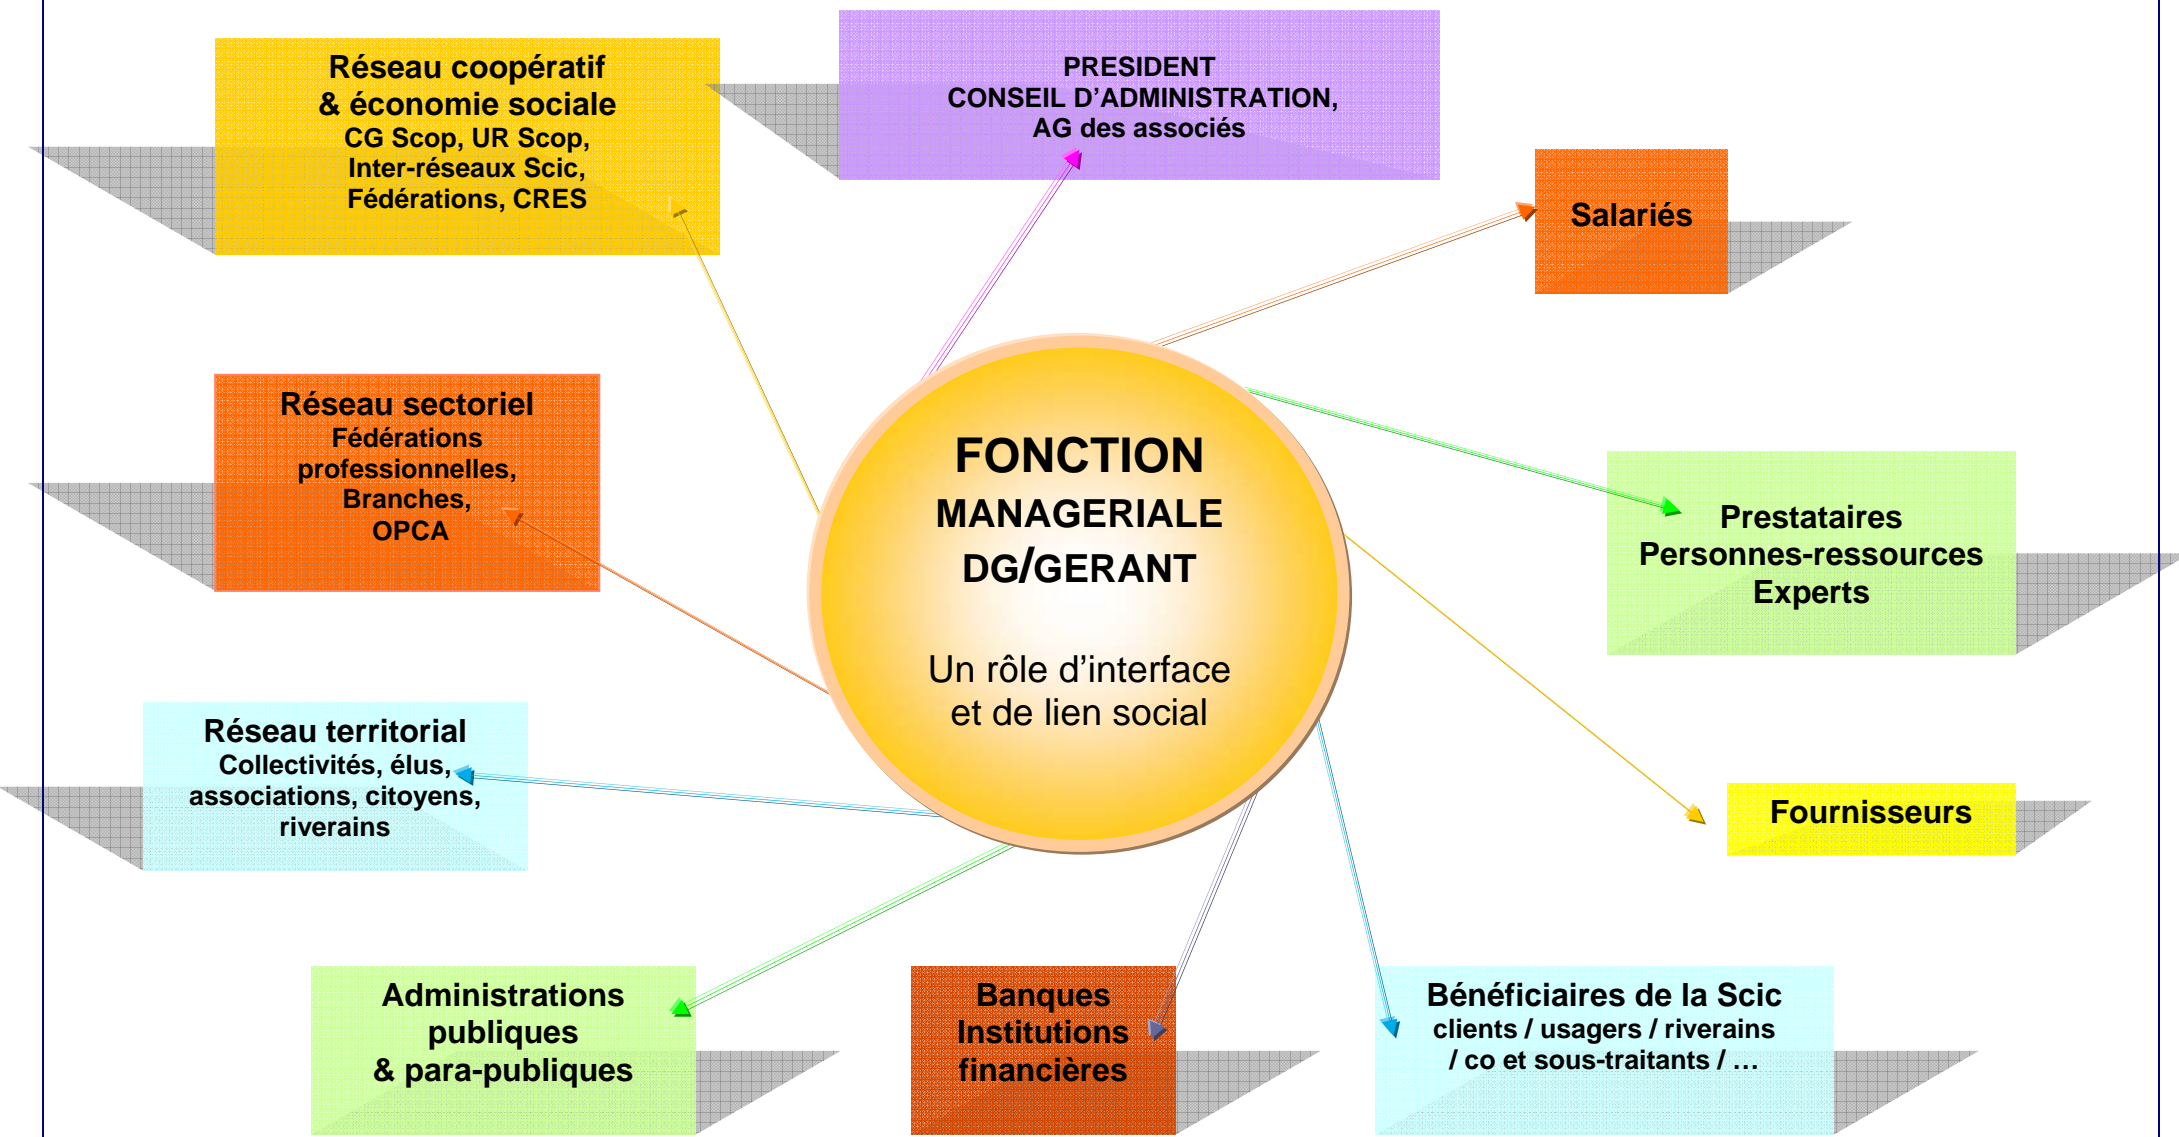 Réseau coopératif
& économie sociale
CG Scop, UR Scop,
Inter-réseaux Scic,
Fédérations, CRES
PRESIDENT
CONSEIL D’ADMINISTRATION,
AG des associés
Salariés
Réseau sectoriel
Fédérations
professionnelles,
Branches,
OPCA
FONCTION
MANAGERIALE
DG/GERANT
Un rôle d’interface
et de lien social
Prestataires
Personnes-ressources
Experts
Réseau territorial
Collectivités, élus,
associations, citoyens,
riverains
Fournisseurs
Administrations
publiques
& para-publiques
Banques
Institutions
financières
Bénéficiaires de la Scic
clients / usagers / riverains
/ co et sous-traitants / …